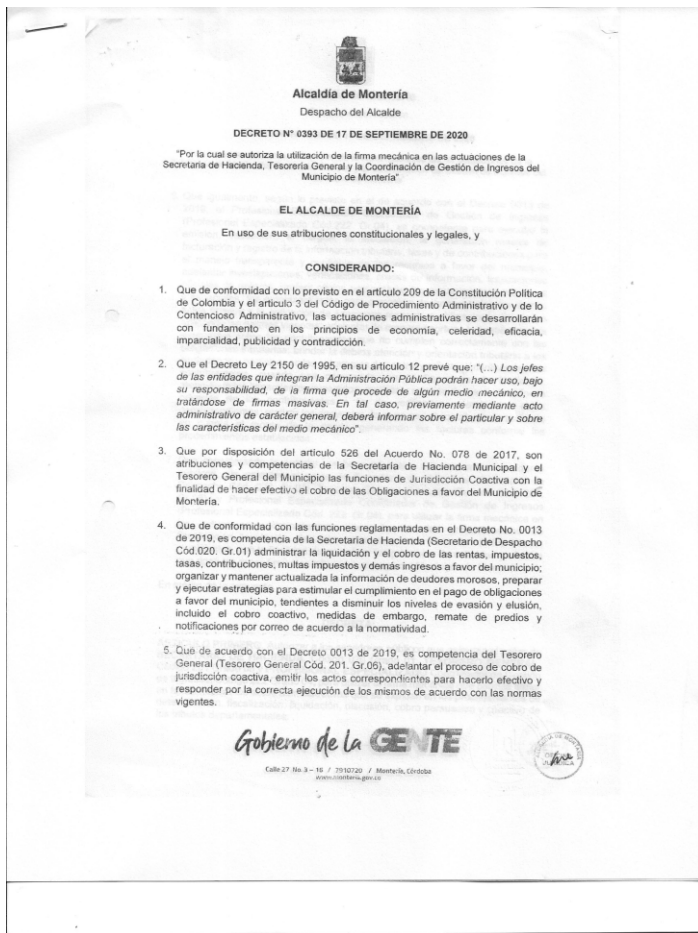 Alcaldía de Montería
Despacho del Alcalde
DECRETO N° 0393 DE 17 DE SEPTIEMBRE DE 2020
"Por la cual se autoriza la utilización de la firma mecánica en las actuaciones de la
Secretaria de Hacienda, Tesorería General y la Coordinación de Gestión de Ingresos del
Municipio de Montería"
EL ALCALDE DE MONTERÍA
En uso de sus atribuciones constitucionales y legales, y
CONSIDERANDO:
1. Que de conformidad con lo previsto en el artículo 209 de la Constitución Política
de Colombia y el artículo 3 del Código de Procedimiento Administrativo y de lo
Contencioso Administrativo, las actuaciones administrativas se desarrollarán
con fundamento en los principios de economía, celeridad, eficacia,
imparcialidad, publicidad y contradicción.
2. Que el Decreto Ley 2150 de 1995, en su artículo 12 prevé que: "(...) Los jefes
de las entidades que integran la Administración Pública podrán hacer uso, bajo
su responsabilidad, de la firma que procede de algún medio mecánico, en
tratándose de firmas masivas. En tal caso, previamente mediante acto
administrativo de carácter general, deberá informar sobre el particular y sobre
las características del medio mecánico".
3. Que por disposición del artículo 526 del Acuerdo No. 078 de 2017, son
atribuciones y competencias de la Secretaria de Hacienda Municipal y el
Tesorero General del Municipio las funciones de Jurisdicción Coactiva con la
finalidad de hacer efectivo el cobro de las Obligaciones a favor del Municipio de
Montería.
4. Que de conformidad con las funciones reglamentadas en el Decreto No. 0013
de 2019, es competencia de la Secretaria de Hacienda (Secretario de Despacho
Cód.020. Gr.01) administrar la liquidación y el cobro de las rentas, impuestos,
tasas, contribuciones, multas impuestos y demás ingresos a favor del municipio;
organizar y mantener actualizada la información de deudores morosos, preparar
y ejecutar estrategias para estimular el cumplimiento en el pago de obligaciones
a favor del municipio, tendientes a disminuir los niveles de evasión y elusión,
incluido el cobro coactivo, medidas de embargo, remate de predios y
notificaciones por correo de acuerdo a la normatividad.
5. Que de acuerdo con el Decreto 0013 de 2019, es competencia del Tesorero
General (Tesorero General Cód. 201. Gr.06), adelantar el proceso de cobro de
jurisdicción coactiva, emitir los actos correspondientes para hacerlo efectivo y
responder por la correcta ejecución de los mismos de acuerdo con las normas
vigentes.
Gobierno de la GENTE
Calle 27 No. 3 – 16 / 7910720 / Montería, Córdoba
www.monteria.gov.co